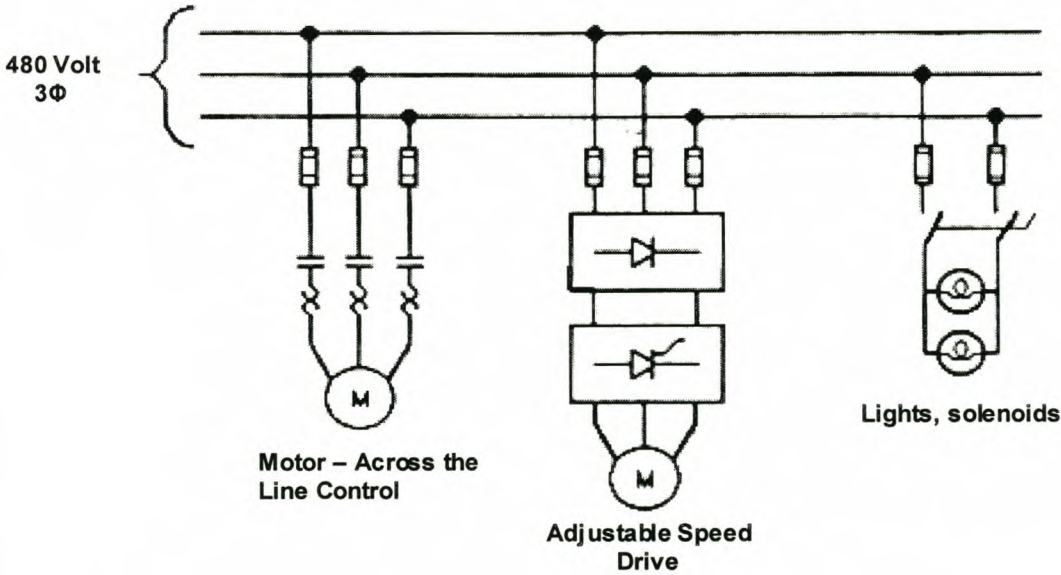 480 Volt
3Φ
M
Motor – Across the
Line Control
M
Adjustable Speed
Drive
Lights, solenoids